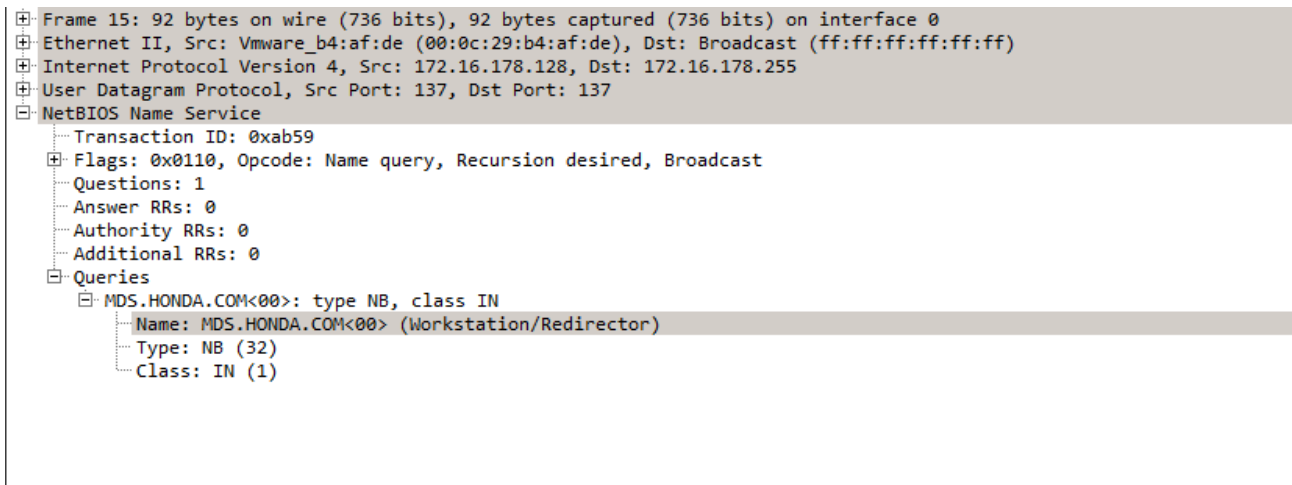 Frame 15: 92 bytes on wire (736 bits), 92 bytes captured (736 bits) on interface 0
Ethernet II, Src: Vmware_b4:af:de (00:0c:29:b4:af:de), Dst: Broadcast (ff:ff:ff:ff:ff:ff)
Internet Protocol Version 4, Src: 172.16.178.128, Dst: 172.16.178.255
User Datagram Protocol, Src Port: 137, Dst Port: 137
NetBIOS Name Service
Transaction ID: 0xab59
Flags: 0x0110, Opcode: Name query, Recursion desired, Broadcast
Questions: 1
Answer RRs: 0
Authority RRs: 0
Additional RRs: 0
Queries
MDS.HONDA.COM<00>: type NB, class IN
Name: MDS.HONDA.COM<00> (Workstation/Redirector)
Type: NB (32)
Class: IN (1)